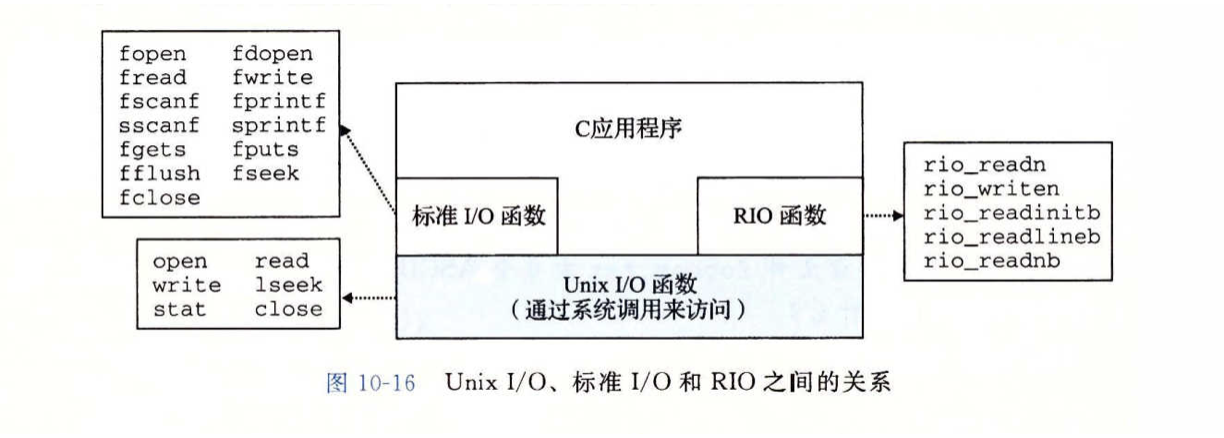 fopen fdopen
fread fwrite
fscanf fprintf
sscanf sprintf
fgets fputs
fflush fseek
fclose
C应用程序
标准 I/O 函数
RIO 函数
rio_readn
rio_writen
rio_readinitb
rio_readlineb
rio_readnb
open read
write lseek
stat close
Unix I/O 函数
（通过系统调用来访问）
图 10-16 Unix I/O、标准 I/O 和 RIO 之间的关系